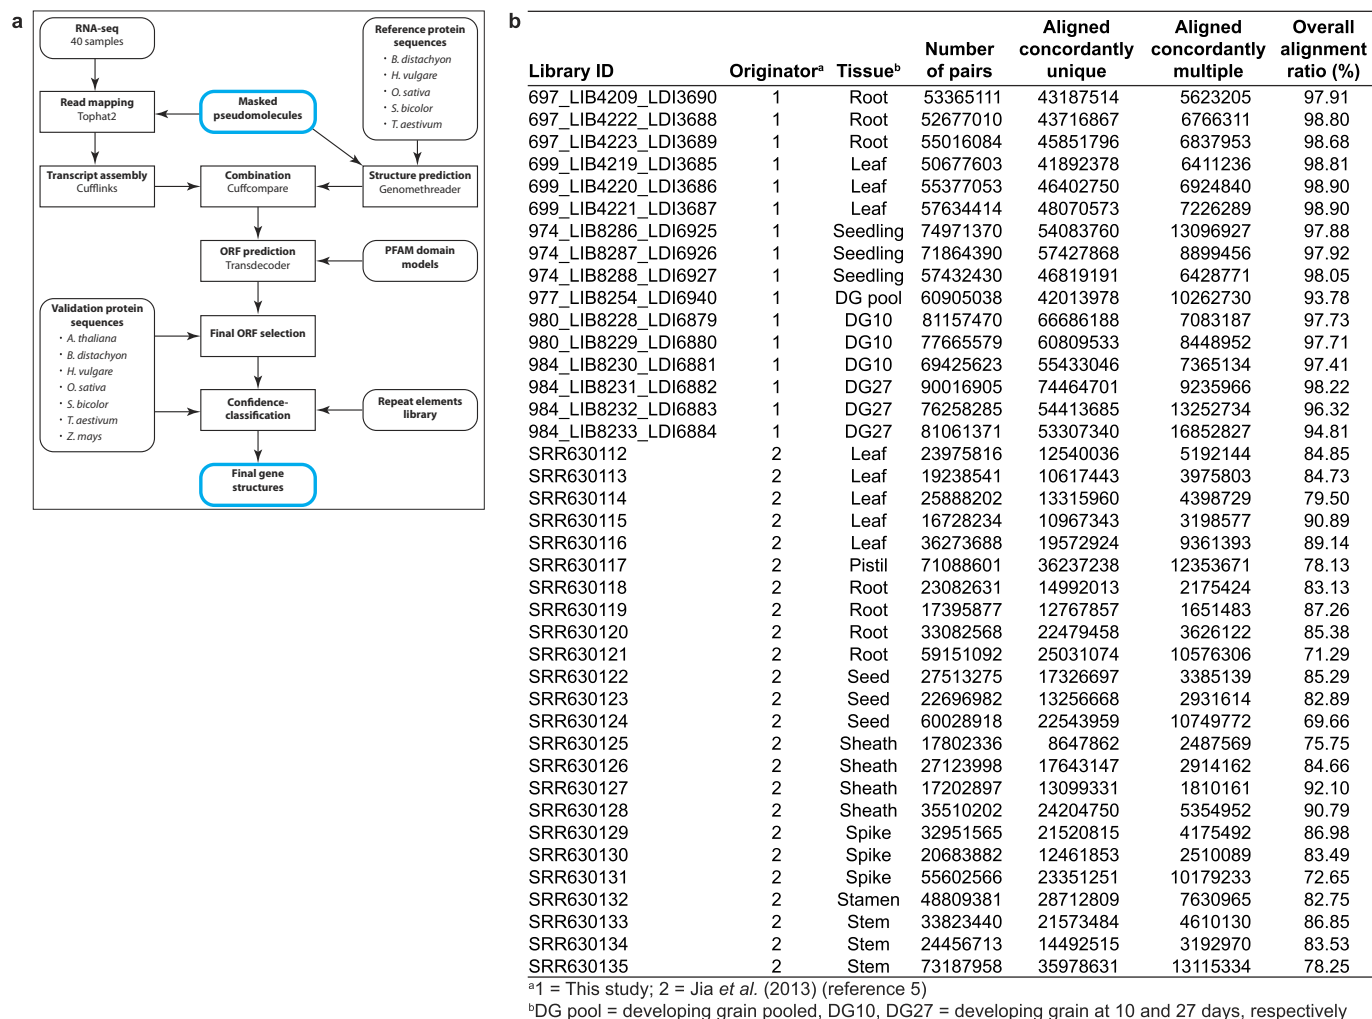 a
RNA-seq
40 samples
Reference protein
sequences
• B. distachyon
• H. vulgare
• O. sativa
• S. bicolor
• T. aestivum
Read mapping
Tophat2
Masked
pseudomolecules
Transcript assembly
Cufflinks
Combination
Cuffcompare
Structure prediction
Genomethreader
ORF prediction
Transdecoder
PFAM domain
models
Validation protein
sequences
• A. thaliana
• B. distachyon
• H. vulgare
• O. sativa
• S. bicolor
• T. aestivum
• Z. mays
Final ORF selection
Confidence-
classification
Repeat elements
library
Final gene
structures
b
Library ID Originatora Tissueb Number of pairs Aligned concordantly unique Aligned concordantly multiple Overall alignment ratio (%)
697_LIB4209_LDI3690 1 Root 53365111 43187514 5623205 97.91
697_LIB4222_LDI3688 1 Root 52677010 43716867 6766311 98.80
697_LIB4223_LDI3689 1 Root 55016084 45851796 6837953 98.68
699_LIB4219_LDI3685 1 Leaf 50677603 41892378 6411236 98.81
699_LIB4220_LDI3686 1 Leaf 55377053 46402750 6924840 98.90
699_LIB4221_LDI3687 1 Leaf 57634414 48070573 7226289 98.90
974_LIB8286_LDI6925 1 Seedling 74971370 54083760 13096927 97.88
974_LIB8287_LDI6926 1 Seedling 71864390 57427868 8899456 97.92
974_LIB8288_LDI6927 1 Seedling 57432430 46819191 6428771 98.05
977_LIB8254_LDI6940 1 DG pool 60905038 42013978 10262730 93.78
980_LIB8228_LDI6879 1 DG10 81157470 66686188 7083187 97.73
980_LIB8229_LDI6880 1 DG10 77665579 60809533 8448952 97.71
984_LIB8230_LDI6881 1 DG10 69425623 55433046 7365134 97.41
984_LIB8231_LDI6882 1 DG27 90016905 74464701 9235966 98.22
984_LIB8232_LDI6883 1 DG27 76258285 54413685 13252734 96.32
984_LIB8233_LDI6884 1 DG27 81061371 53307340 16852827 94.81
SRR630112 2 Leaf 23975816 12540036 5192144 84.85
SRR630113 2 Leaf 19238541 10617443 3975803 84.73
SRR630114 2 Leaf 25888202 13315960 4398729 79.50
SRR630115 2 Leaf 16728234 10967343 3198577 90.89
SRR630116 2 Leaf 36273688 19572924 9361393 89.14
SRR630117 2 Pistil 71088601 36237238 12353671 78.13
SRR630118 2 Root 23082631 14992013 2175424 83.13
SRR630119 2 Root 17395877 12767857 1651483 87.26
SRR630120 2 Root 33082568 22479458 3626122 85.38
SRR630121 2 Root 59151092 25031074 10576306 71.29
SRR630122 2 Seed 27513275 17326697 3385139 85.29
SRR630123 2 Seed 22696982 13256668 2931614 82.89
SRR630124 2 Seed 60028918 22543959 10749772 69.66
SRR630125 2 Sheath 17802336 8647862 2487569 75.75
SRR630126 2 Sheath 27123998 17643147 2914162 84.66
SRR630127 2 Sheath 17202897 13099331 1810161 92.10
SRR630128 2 Sheath 35510202 24204750 5354952 90.79
SRR630129 2 Spike 32951565 21520815 4175492 86.98
SRR630130 2 Spike 20683882 12461853 2510089 83.49
SRR630131 2 Spike 55602566 23351251 10179233 72.65
SRR630132 2 Stamen 48809381 28712809 7630965 82.75
SRR630133 2 Stem 33823440 21573484 4610130 86.85
SRR630134 2 Stem 24456713 14492515 3192970 83.53
SRR630135 2 Stem 73187958 35978631 13115334 78.25
a1 = This study; 2 = Jia et al. (2013) (reference 5)
bDG pool = developing grain pooled, DG10, DG27 = developing grain at 10 and 27 days, respectively